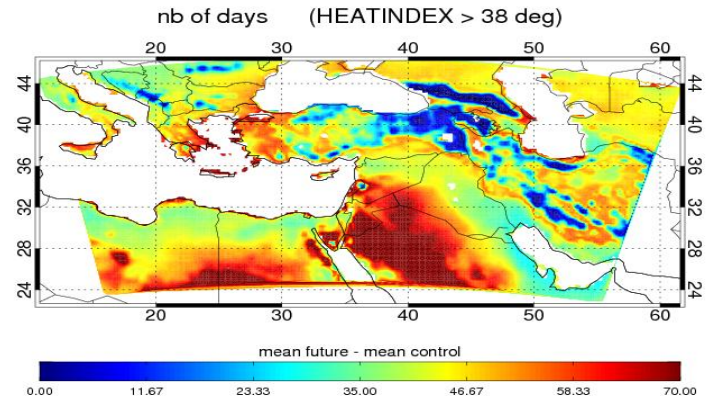 nb of days (HEATINDEX > 38 deg)
20 30 40 50 60
44 44
40 40
36 36
32 32
28 28
24 24
20 30 40 50 60
mean future - mean control
0.00 11.67 23.33 35.00 46.67 58.33 70.00